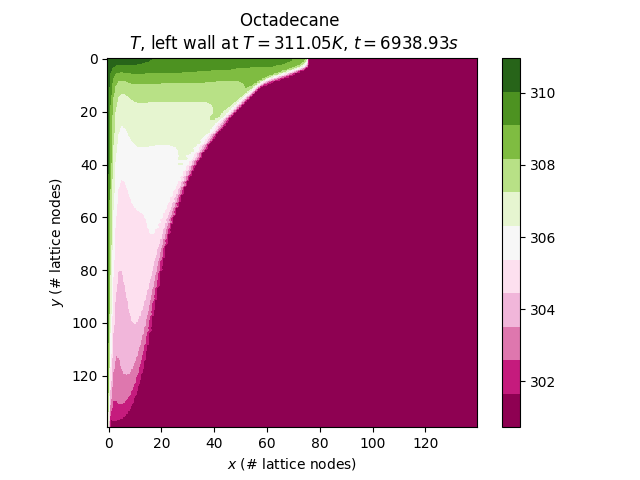 Octadecane
T, left wall at T = 311.05K, t = 6938.93s
0
20
40
60
80
100
120
y (# lattice nodes)
0 20 40 60 80 100 120
x (# lattice nodes)
310
308
306
304
302